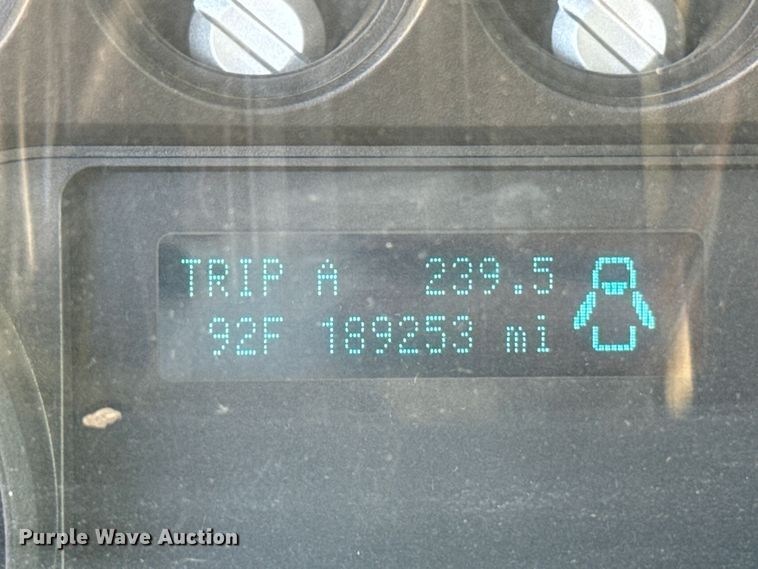 TRIP A 239.5
92F 189253 mi
Purple Wave Auction